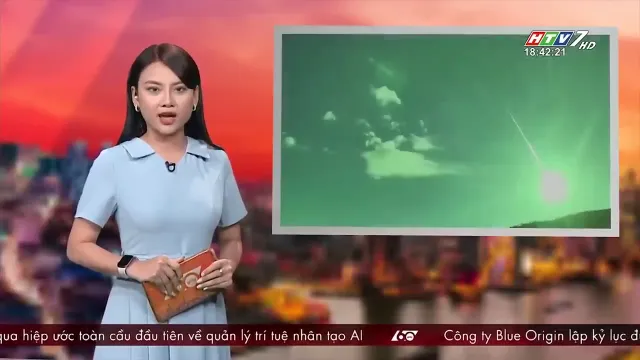 HTV7 HD
18:42:21
qua hiệp ước toàn cầu đầu tiên về quản lý trí tuệ nhân tạo AI 60 Công ty Blue Origin lập kỷ lục